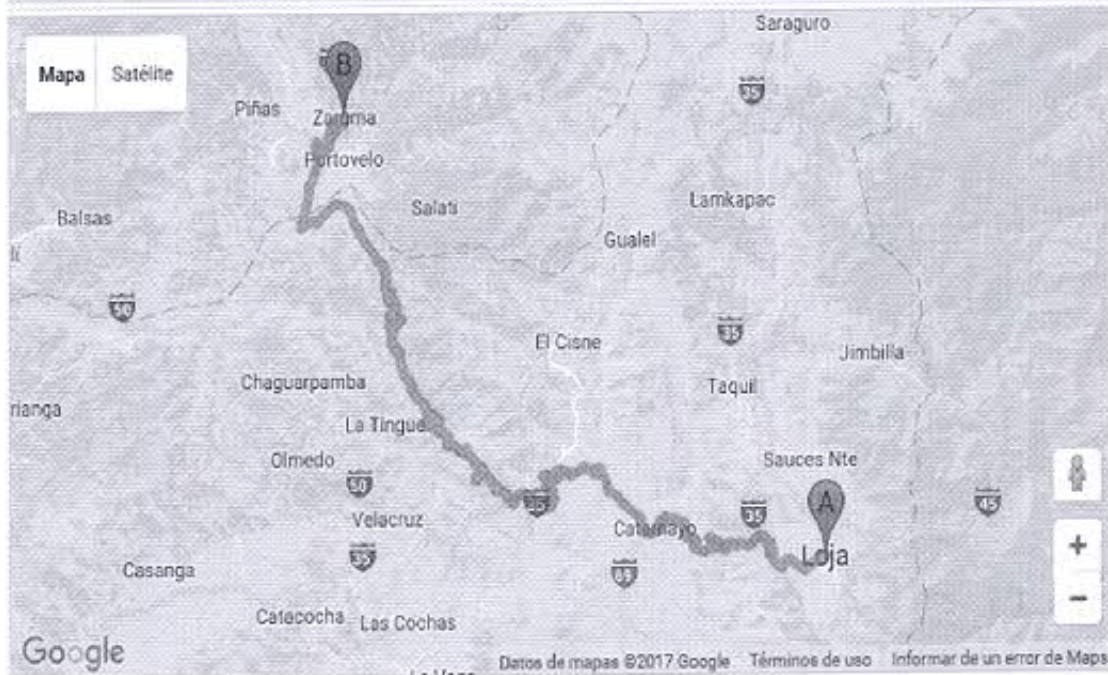 Saraguro
B
Mapa Satélite
35
Piñas
Zaruma
Portovelo
Salati
Lamkapac
Balsas
Gualel
50
35
El Cisne
Jimbilla
Chaguarpamba
Taquil
rianga
La Tingue
Olmedo
Sauces Nte
50
35
A
35
45
Velacruz
Catamayo
Loja
+
35
Casanga
69
−
Catacocha
Las Cochas
Google
Datos de mapas ©2017 Google Términos de uso Informar de un error de Maps